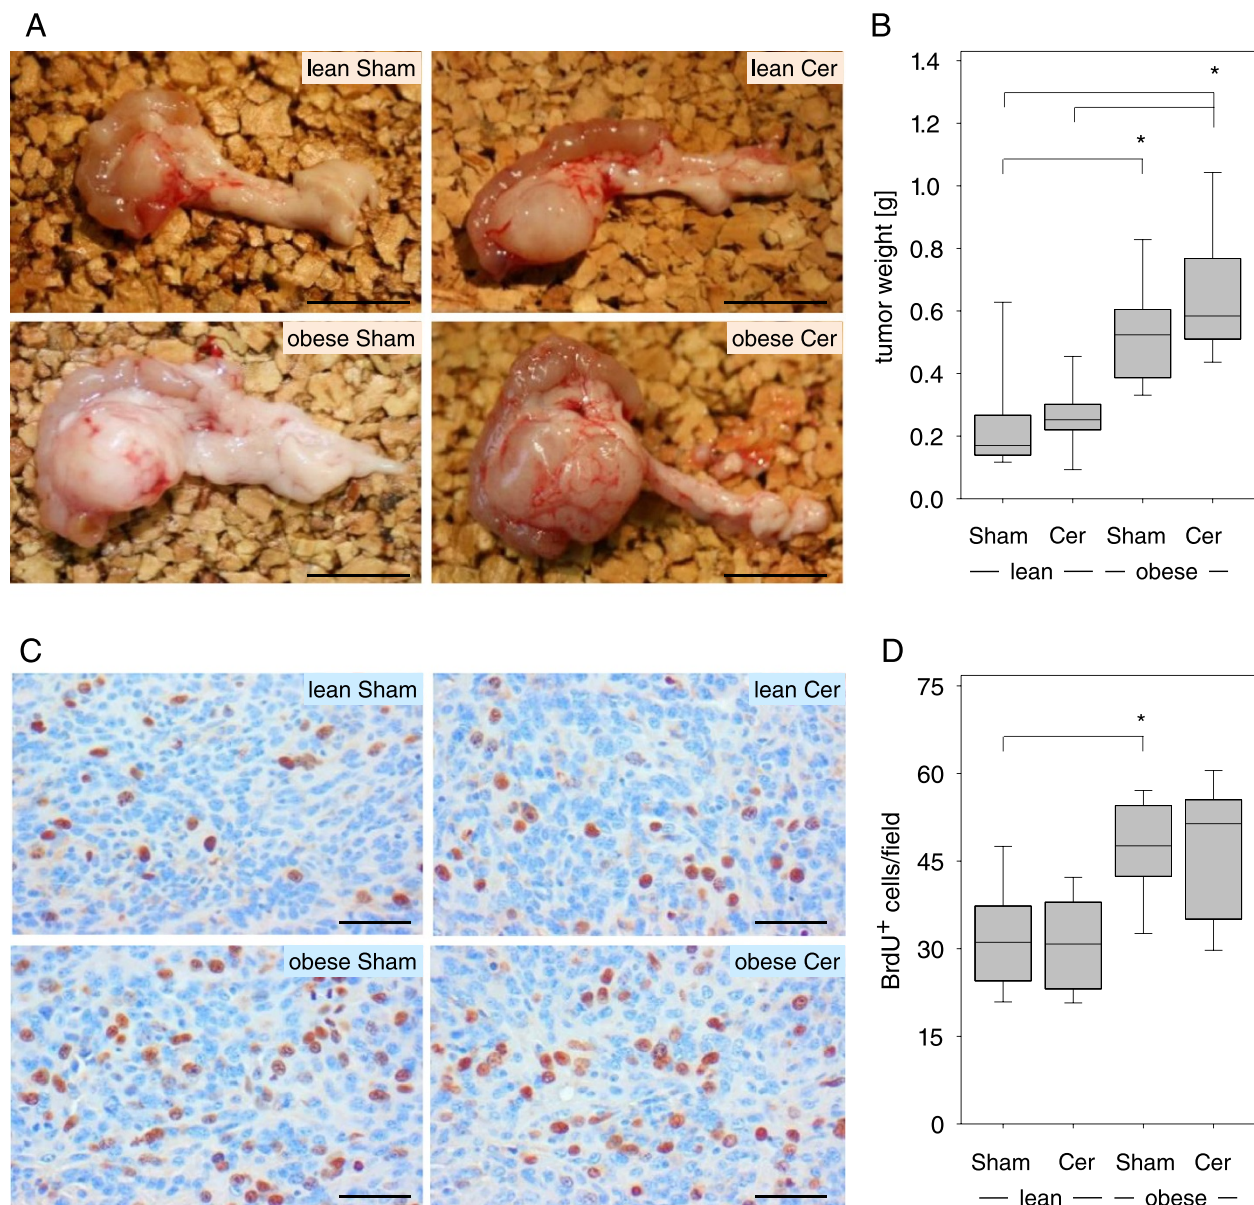 A
lean Sham
lean Cer
obese Sham
obese Cer
B
tumor weight [g]
1.4
1.2
1.0
0.8
0.6
0.4
0.2
0.0
*
*
Sham Cer Sham Cer
lean obese
C
lean Sham
lean Cer
obese Sham
obese Cer
D
BrdU+ cells/field
75
60
45
30
15
0
*
Sham Cer Sham Cer
lean obese